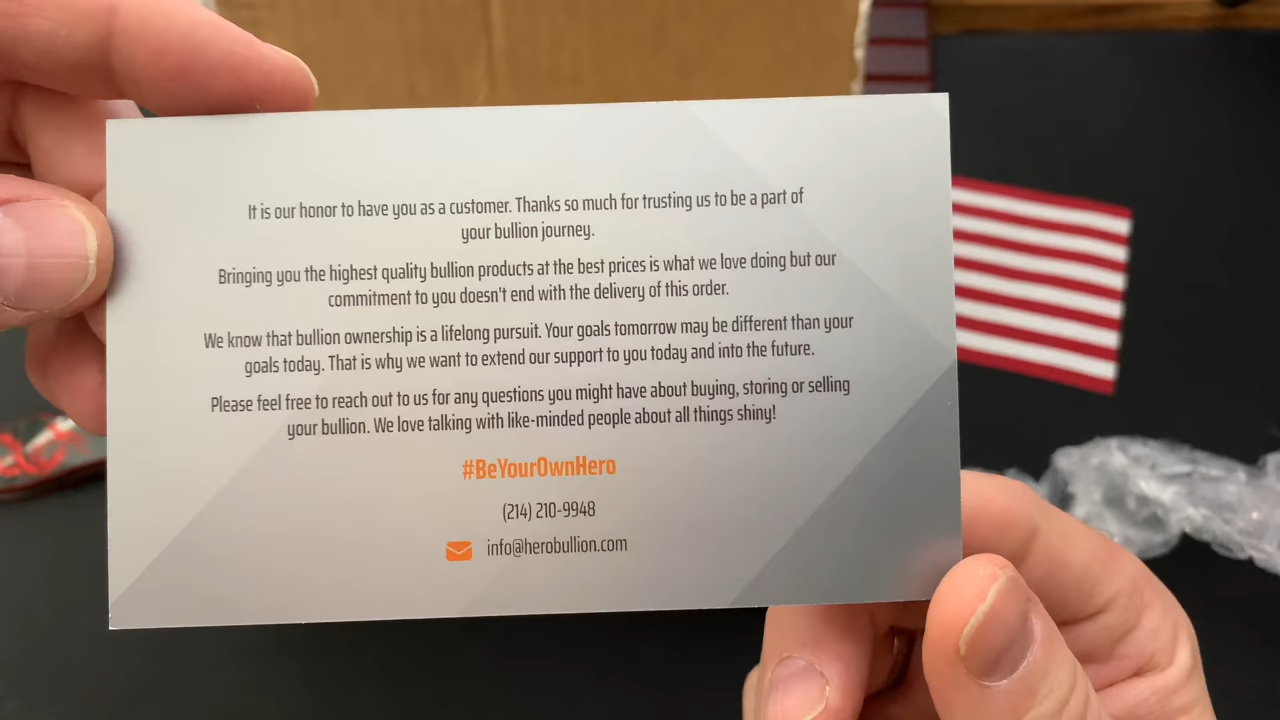 It is our honor to have you as a customer. Thanks so much for trusting us to be a part of
your bullion journey.
Bringing you the highest quality bullion products at the best prices is what we love doing but our
commitment to you doesn't end with the delivery of this order.
We know that bullion ownership is a lifelong pursuit. Your goals tomorrow may be different than your
goals today. That is why we want to extend our support to you today and into the future.
Please feel free to reach out to us for any questions you might have about buying, storing or selling
your bullion. We love talking with like-minded people about all things shiny!
#BeYourOwnHero
(214) 210-9948
info@herobullion.com